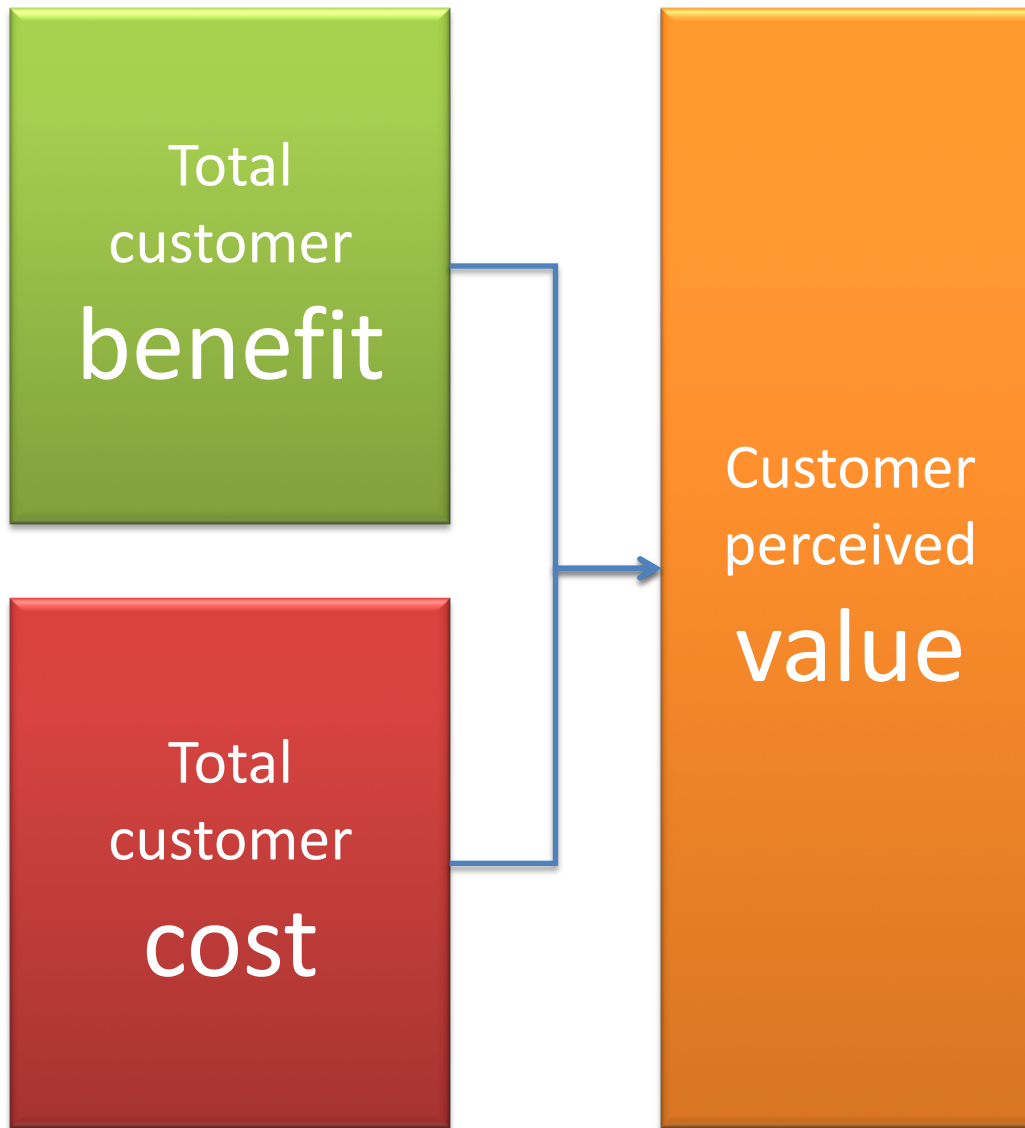 Total
customer
benefit
Total
customer
cost
Customer
perceived
value